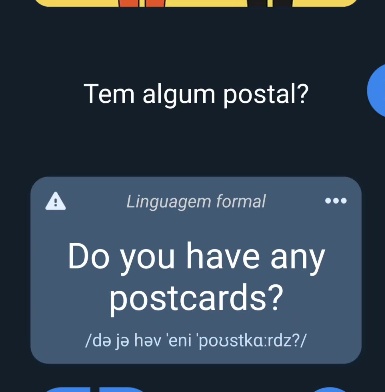 Tem algum postal?
Linguagem formal
Do you have any
postcards?
/də jə həv 'eni 'poʊstkɑːrdz?/